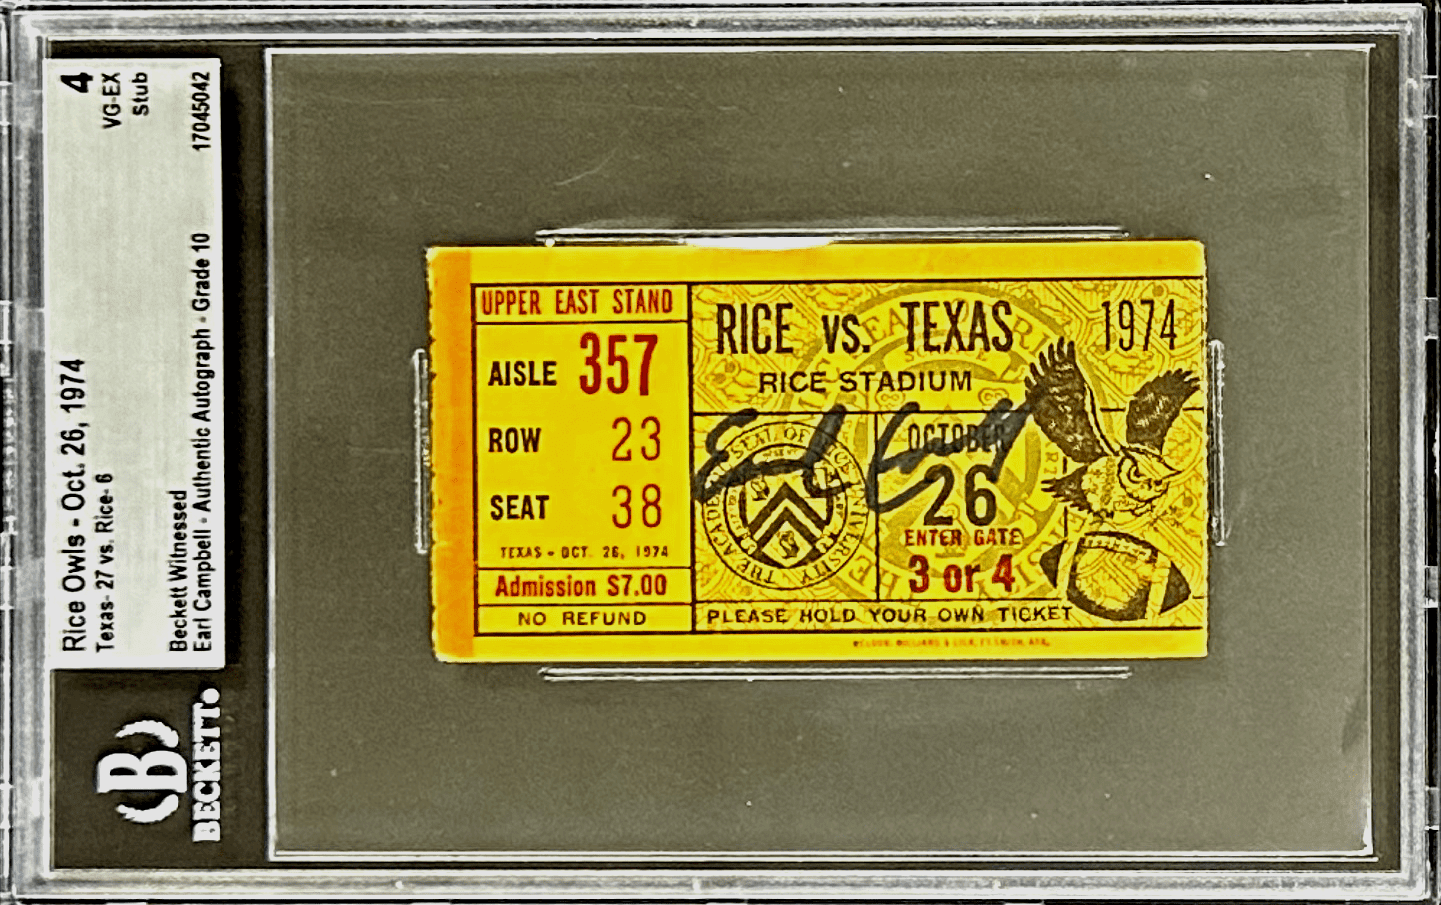 Rice Owls - Oct. 26, 1974
4
Texas- 27 vs. Rice- 6
VG-EX
Stub
Beckett Witnessed
Earl Campbell - Authentic Autograph - Grade 10
17045042
B
BECKETT
UPPER EAST STAND
AISLE 357
ROW 23
SEAT 38
TEXAS - OCT. 26, 1974
Admission $7.00
NO REFUND
RICE VS. TEXAS 1974
RICE STADIUM
OCTOBER
26
ENTER GATE
3 or 4
PLEASE HOLD YOUR OWN TICKET
Earl Campbell